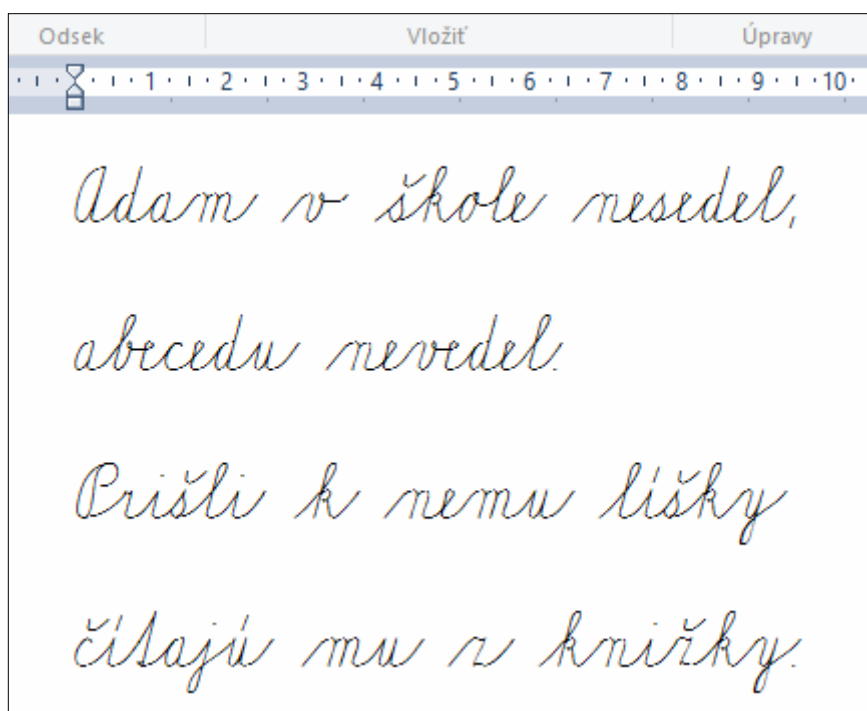 Odsek Vložiť Úpravy
1 2 3 4 5 6 7 8 9 10
Adam v škole nesedel,
abecedu nevedel.
Prišli k nemu líšky
čítajú mu z knižky.